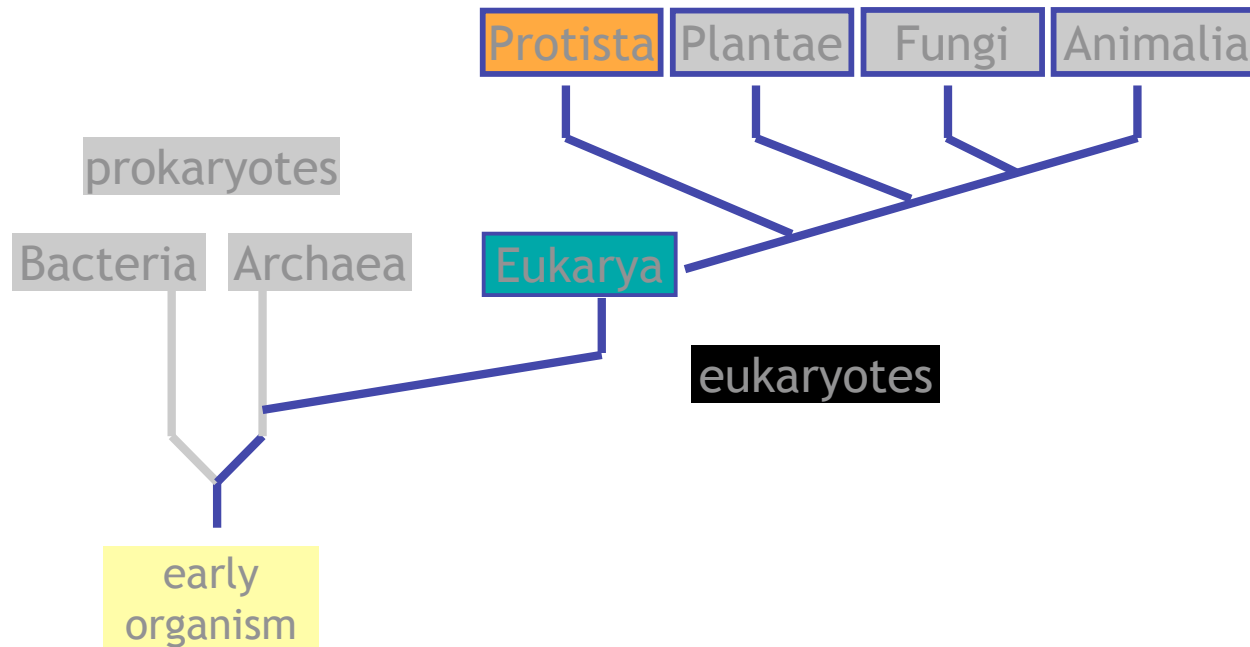 Protista Plantae Fungi Animalia
prokaryotes
Bacteria Archaea Eukarya
eukaryotes
early
organism